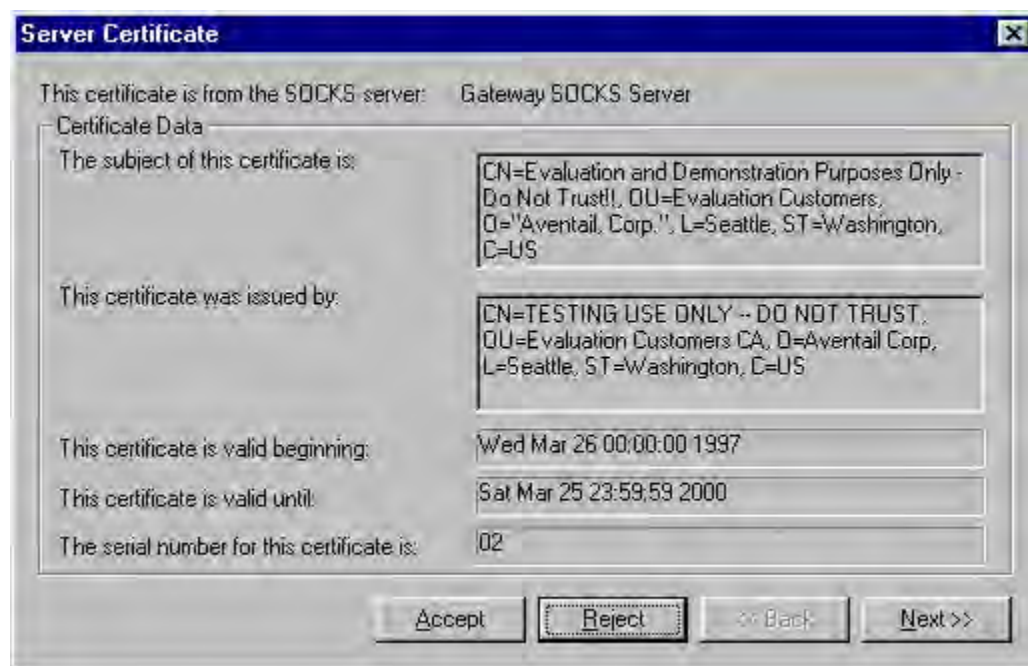 Server Certificate
This certificate is from the SOCKS server: Gateway SOCKS Server
Certificate Data
The subject of this certificate is:
CN=Evaluation and Demonstration Purposes Only -
Do Not Trust!!, OU=Evaluation Customers,
O="Aventail, Corp.", L=Seattle, ST=Washington,
C=US
This certificate was issued by:
CN=TESTING USE ONLY -- DO NOT TRUST,
OU=Evaluation Customers CA, O=Aventail Corp,
L=Seattle, ST=Washington, C=US
This certificate is valid beginning: Wed Mar 26 00:00:00 1997
This certificate is valid until: Sat Mar 25 23:59:59 2000
The serial number for this certificate is: 02
Accept Reject << Back Next>>